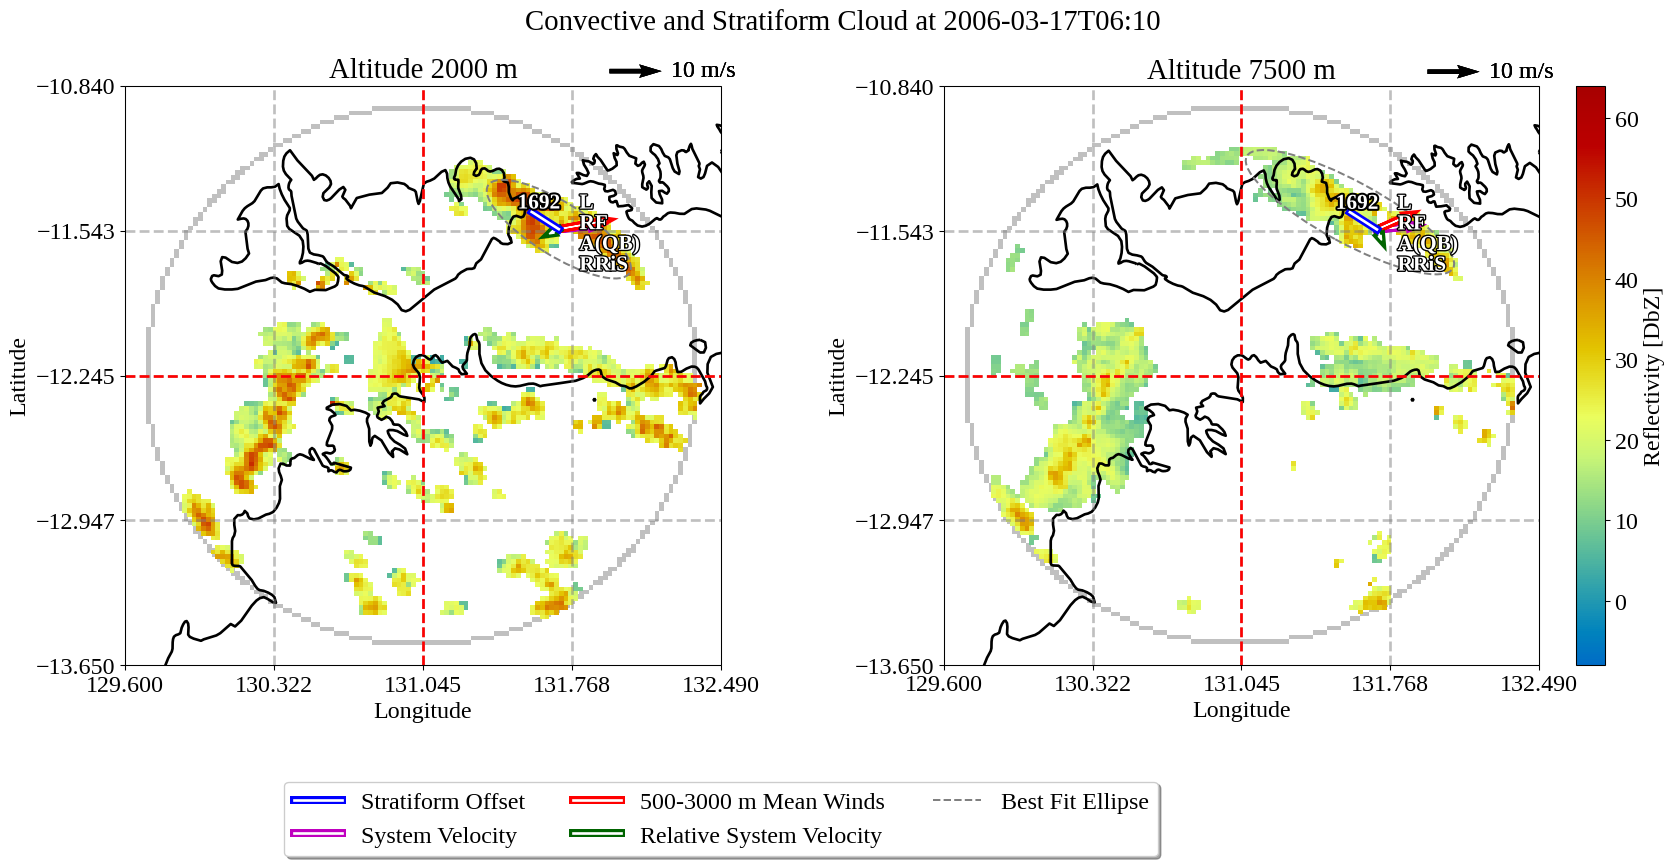 Convective and Stratiform Cloud at 2006-03-17T06:10
Altitude 2000 m
10 m/s
Altitude 7500 m
10 m/s
−10.840
−11.543
−12.245
−12.947
−13.650
Latitude
129.600
130.322
131.045
131.768
132.490
Longitude
1692
L
RF
A(QB)
RRiS
−10.840
−11.543
−12.245
−12.947
−13.650
Latitude
129.600
130.322
131.045
131.768
132.490
Longitude
1692
L
RF
A(QB)
RRiS
60
50
40
30
20
10
0
Reflectivity [DbZ]
Stratiform Offset
System Velocity
500-3000 m Mean Winds
Relative System Velocity
Best Fit Ellipse